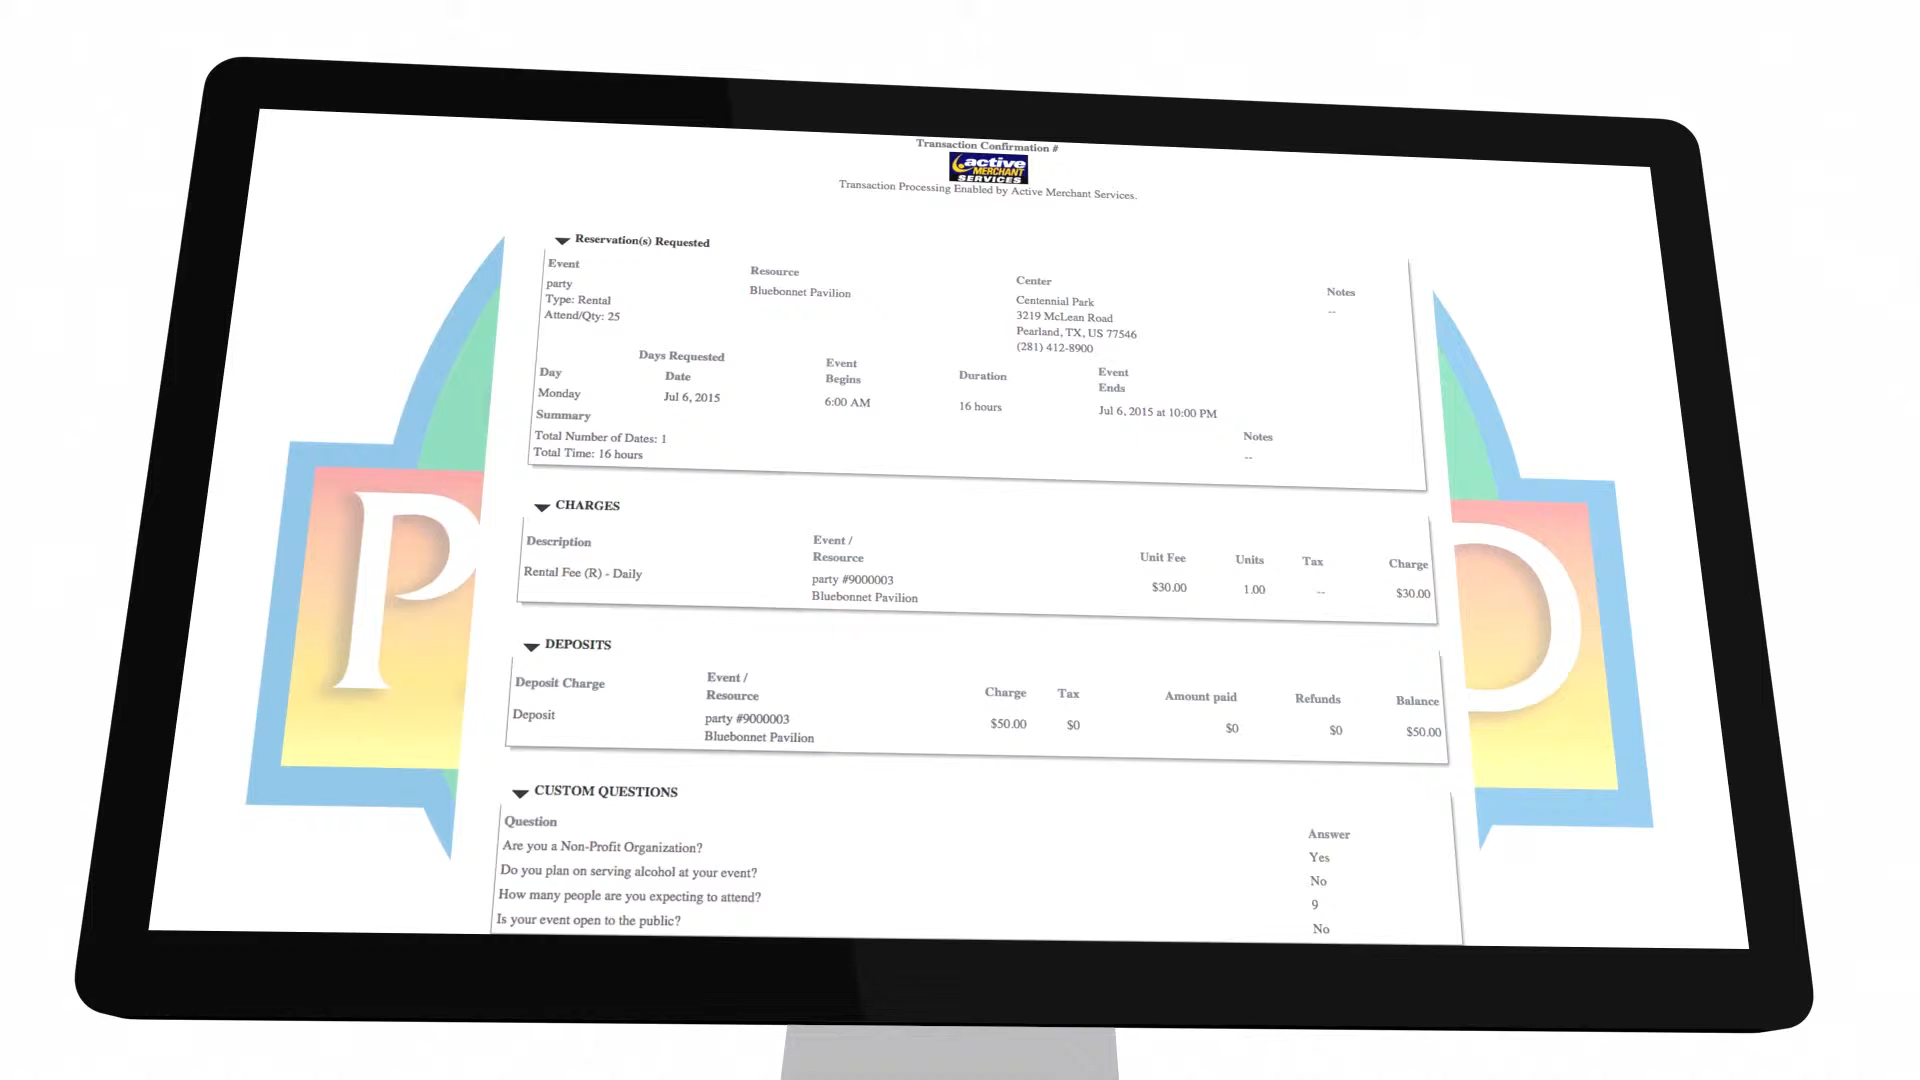 Transaction Confirmation #
active
MERCHANT
SERVICES
Transaction Processing Enabled by Active Merchant Services.
Reservation(s) Requested
Event Resource Center Notes
party Bluebonnet Pavilion Centennial Park --
Type: Rental 3219 McLean Road
Attend/Qty: 25 Pearland, TX, US 77546
(281) 412-8900
Days Requested
Day Date Event Begins Duration Event Ends
Monday Jul 6, 2015 6:00 AM 16 hours Jul 6, 2015 at 10:00 PM
Summary Notes
Total Number of Dates: 1 --
Total Time: 16 hours
CHARGES
Description Event / Resource Unit Fee Units Tax Charge
Rental Fee (R) - Daily party #9000003 $30.00 1.00 -- $30.00
Bluebonnet Pavilion
DEPOSITS
Deposit Charge Event / Resource Charge Tax Amount paid Refunds Balance
Deposit party #9000003 $50.00 $0 $0 $0 $50.00
Bluebonnet Pavilion
CUSTOM QUESTIONS
Question Answer
Are you a Non-Profit Organization? Yes
Do you plan on serving alcohol at your event? No
How many people are you expecting to attend? 9
Is your event open to the public? No
P D